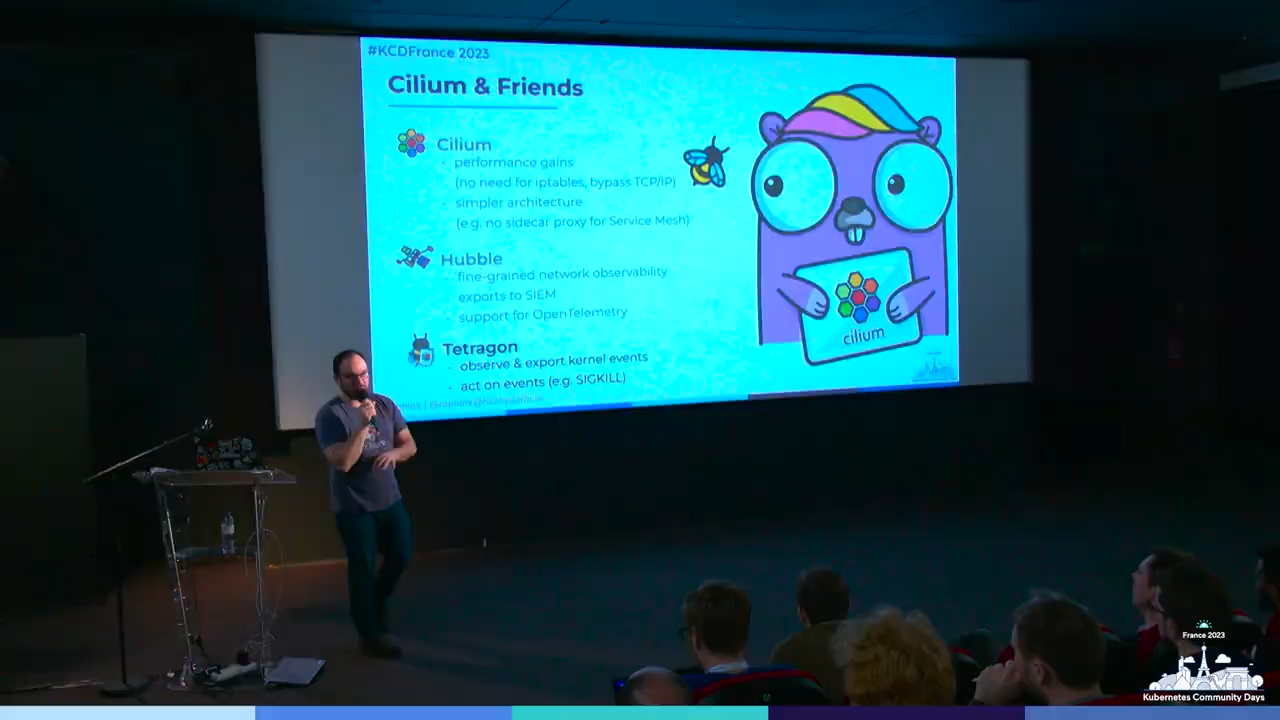 #KCDFrance 2023
Cilium & Friends
Cilium
- performance gains
(no need for iptables, bypass TCP/IP)
- simpler architecture
(e.g. no sidecar proxy for Service Mesh)
Hubble
- fine-grained network observability
- exports to SIEM
- support for OpenTelemetry
Tetragon
- observe & export kernel events
- act on events (e.g. SIGKILL)
cilium
France 2023
Kubernetes Community Days